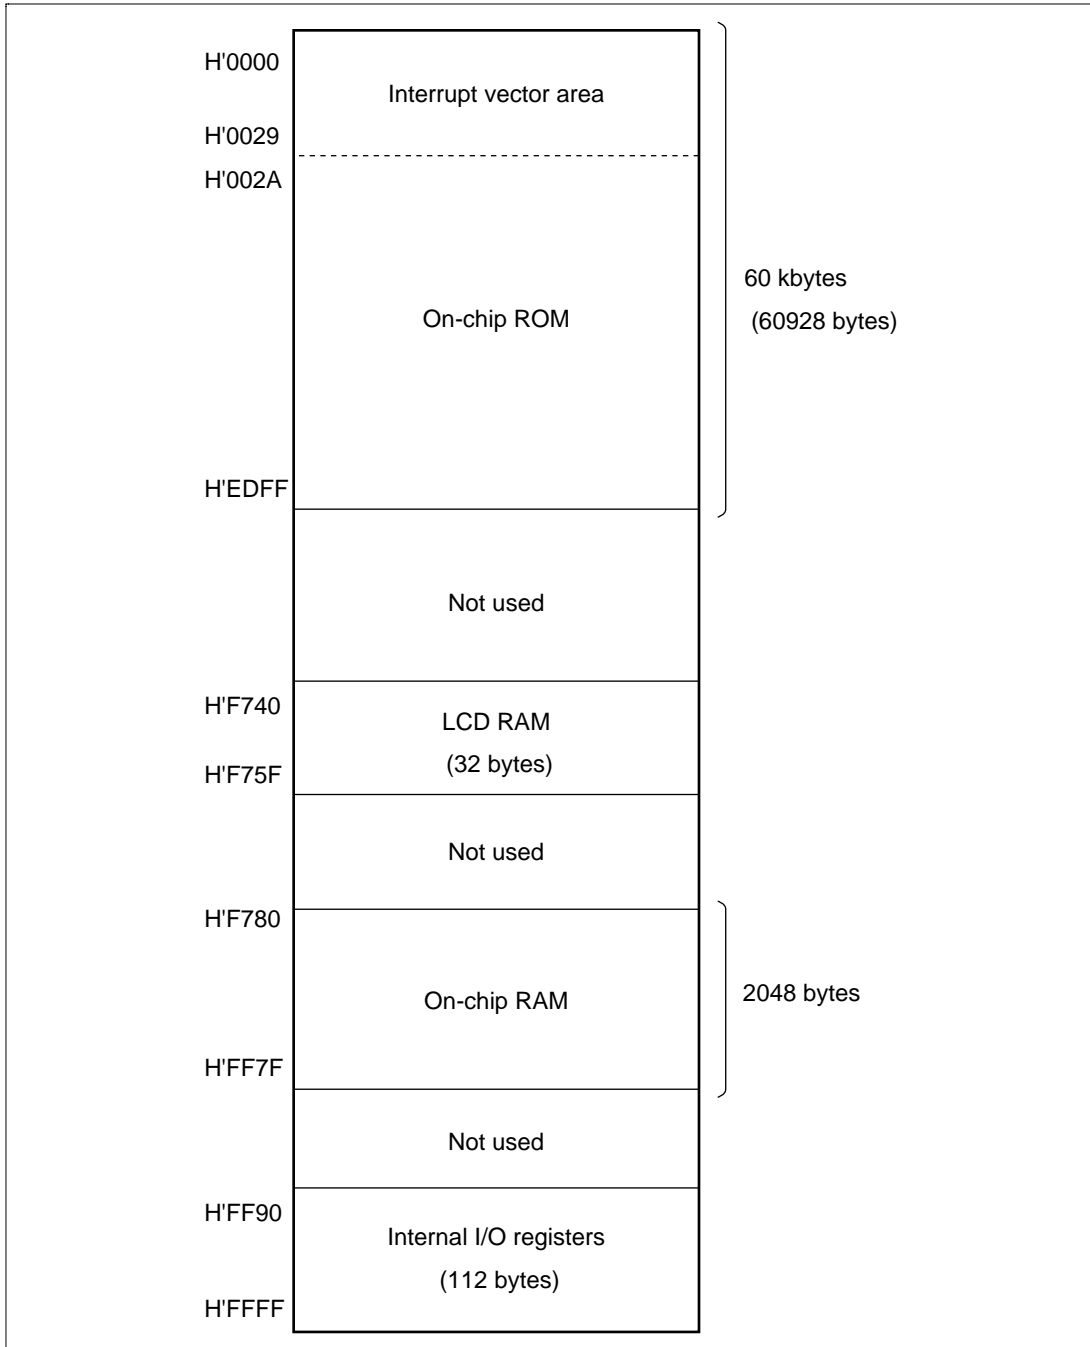 H'0000
Interrupt vector area
H'0029
H'002A
60 kbytes
On-chip ROM
(60928 bytes)
H'EDFF
Not used
H'F740
LCD RAM
(32 bytes)
H'F75F
Not used
H'F780
On-chip RAM
2048 bytes
H'FF7F
Not used
H'FF90
Internal I/O registers
(112 bytes)
H'FFFF